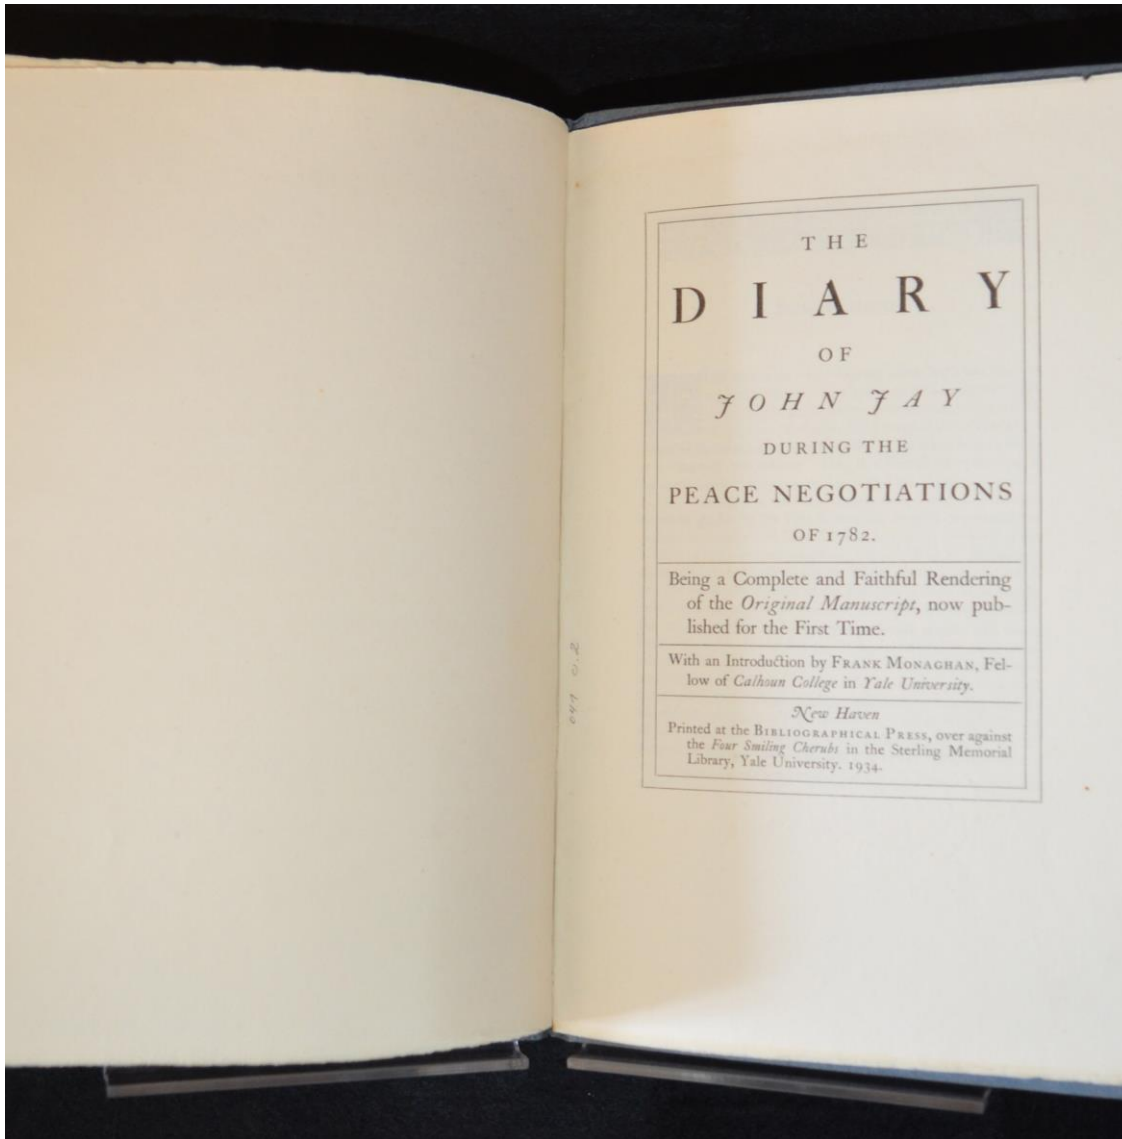 THE
DIARY
OF
JOHN JAY
DURING THE
PEACE NEGOTIATIONS
OF 1782.
Being a Complete and Faithful Rendering
of the Original Manuscript, now pub-
lished for the First Time.
With an Introduction by FRANK MONAGHAN, Fel-
low of Calhoun College in Yale University.
New Haven
Printed at the BIBLIOGRAPHICAL PRESS, over against
the Four Smiling Cherubs in the Sterling Memorial
Library, Yale University. 1934.